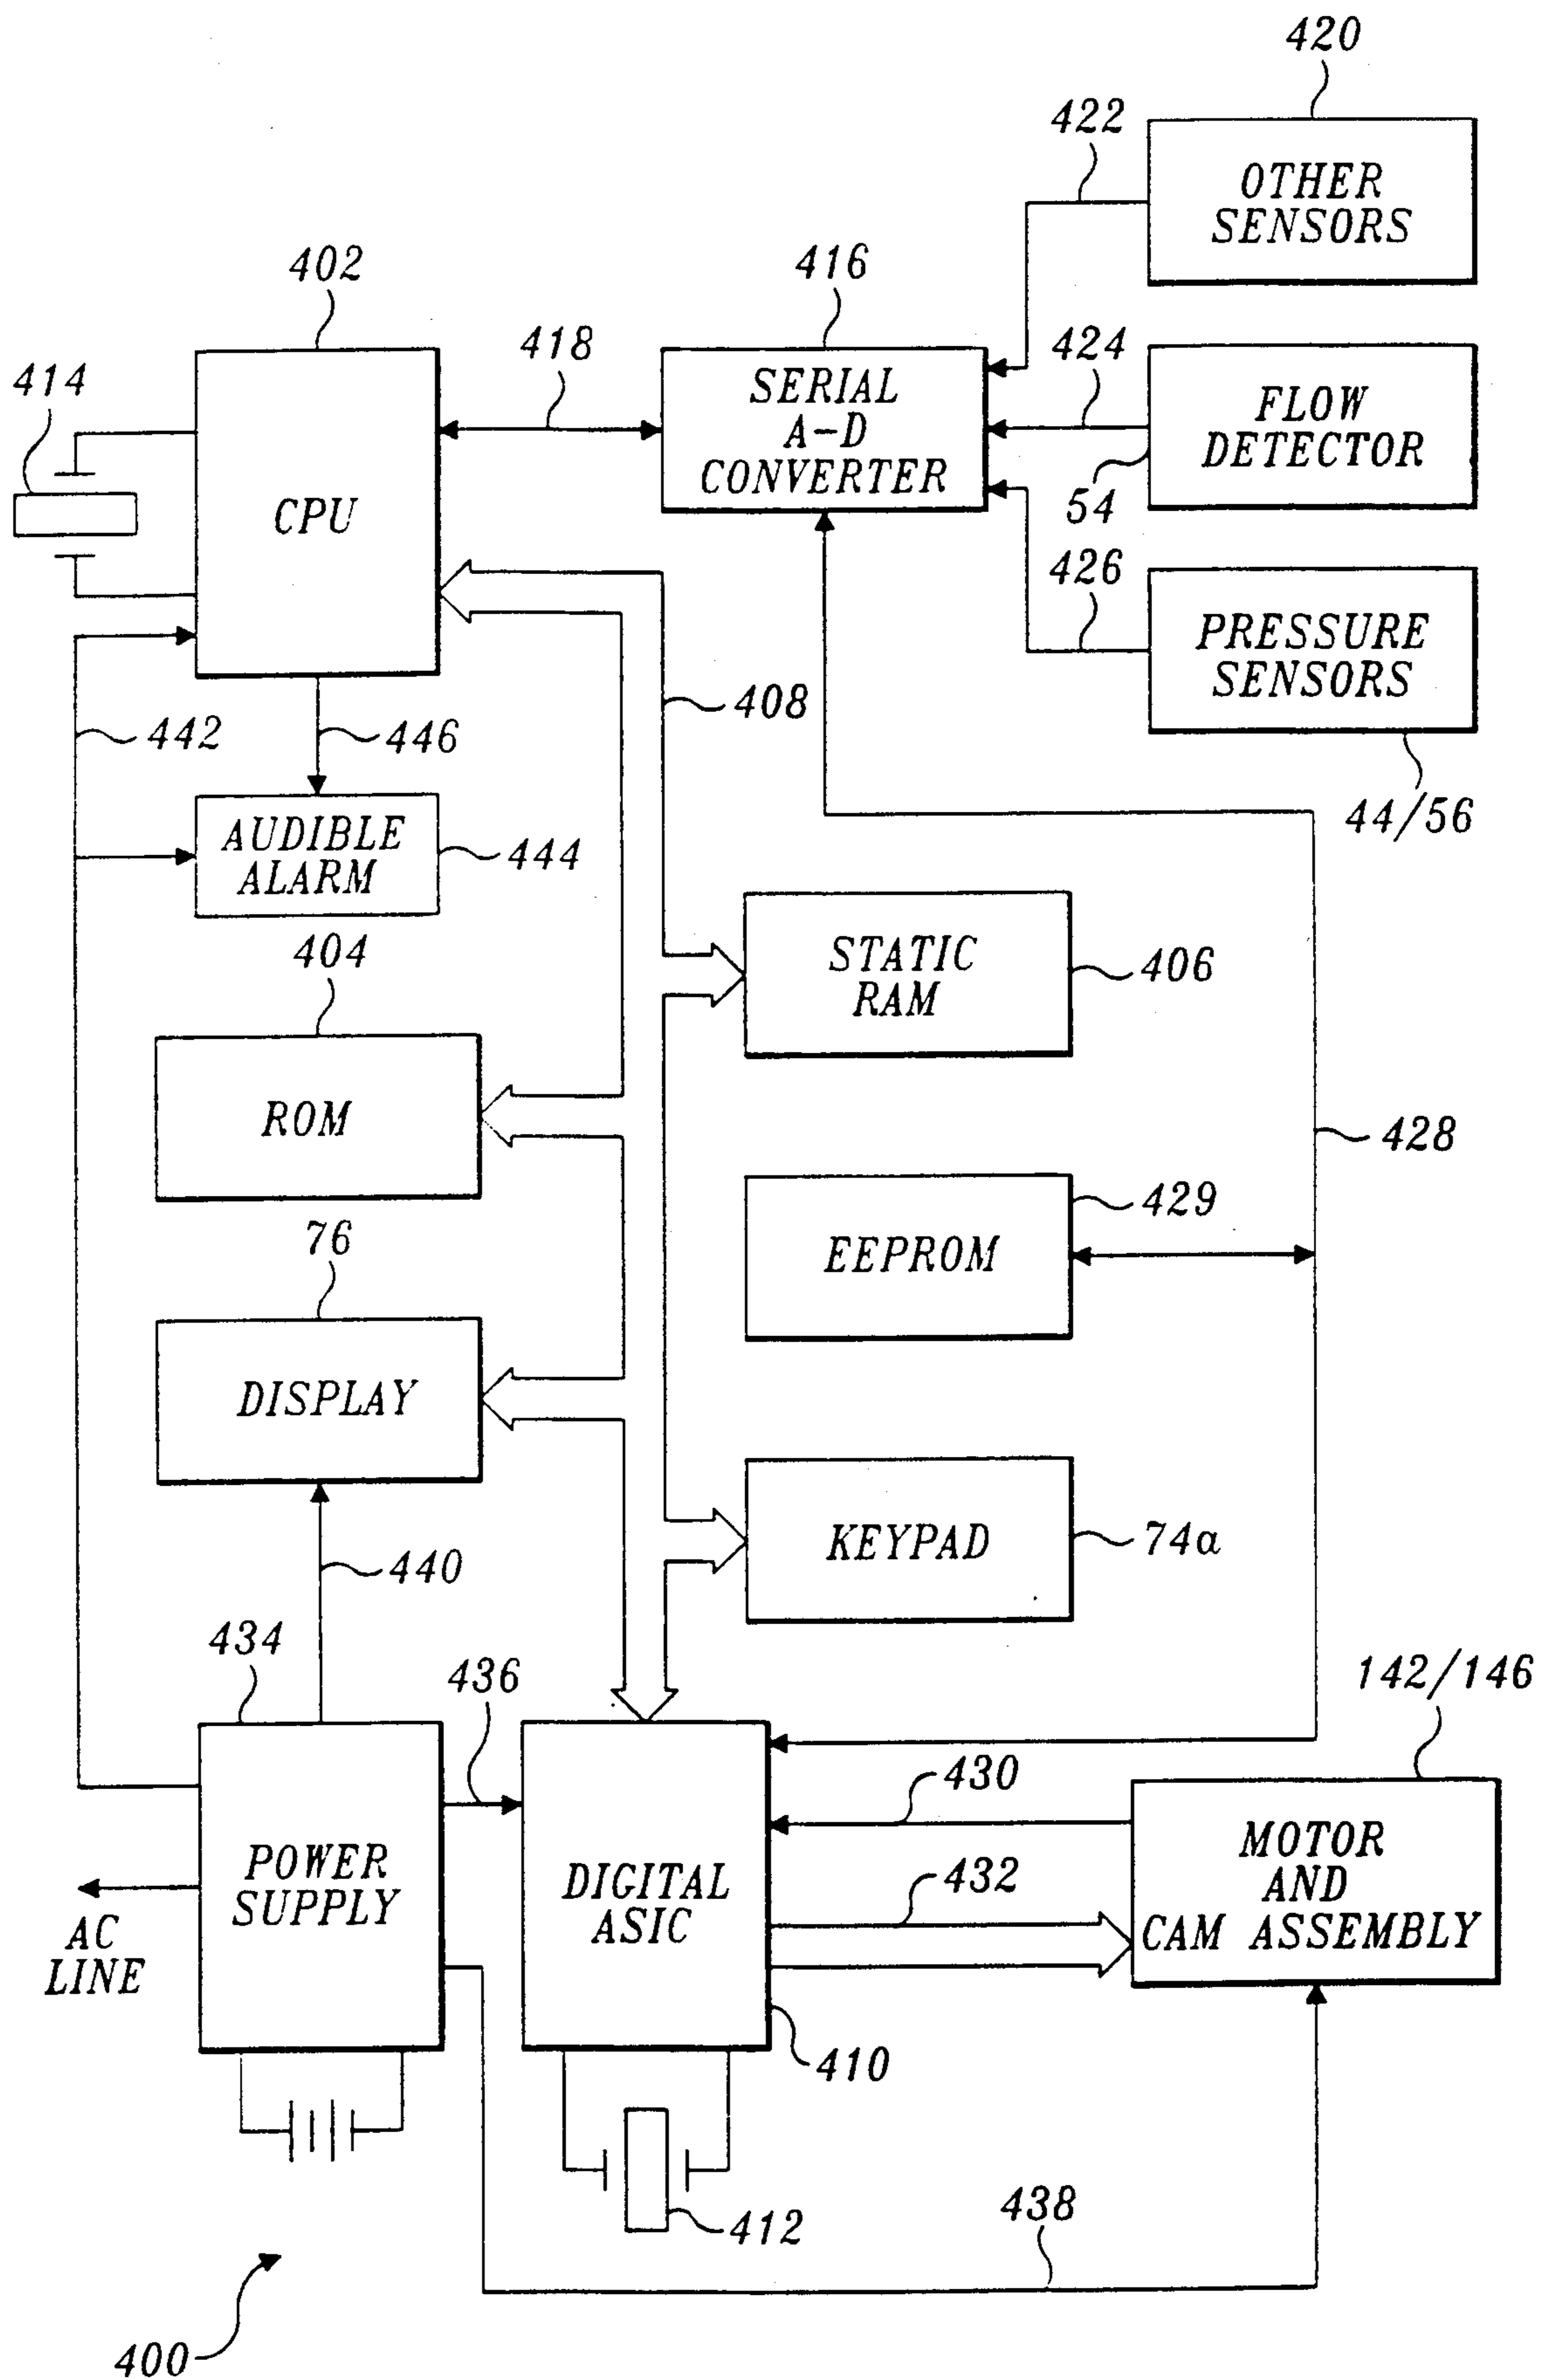 420
422
OTHER
SENSORS
402
416
414
418
424
CPU
SERIAL
A-D
CONVERTER
FLOW
DETECTOR
54
426
PRESSURE
SENSORS
44/56
408
442
446
AUDIBLE
ALARM
444
404
STATIC
RAM
406
ROM
428
76
429
EEPROM
DISPLAY
440
KEYPAD
74a
434
436
142/146
430
POWER
SUPPLY
DIGITAL
ASIC
432
MOTOR
AND
CAM ASSEMBLY
AC
LINE
410
412
438
400